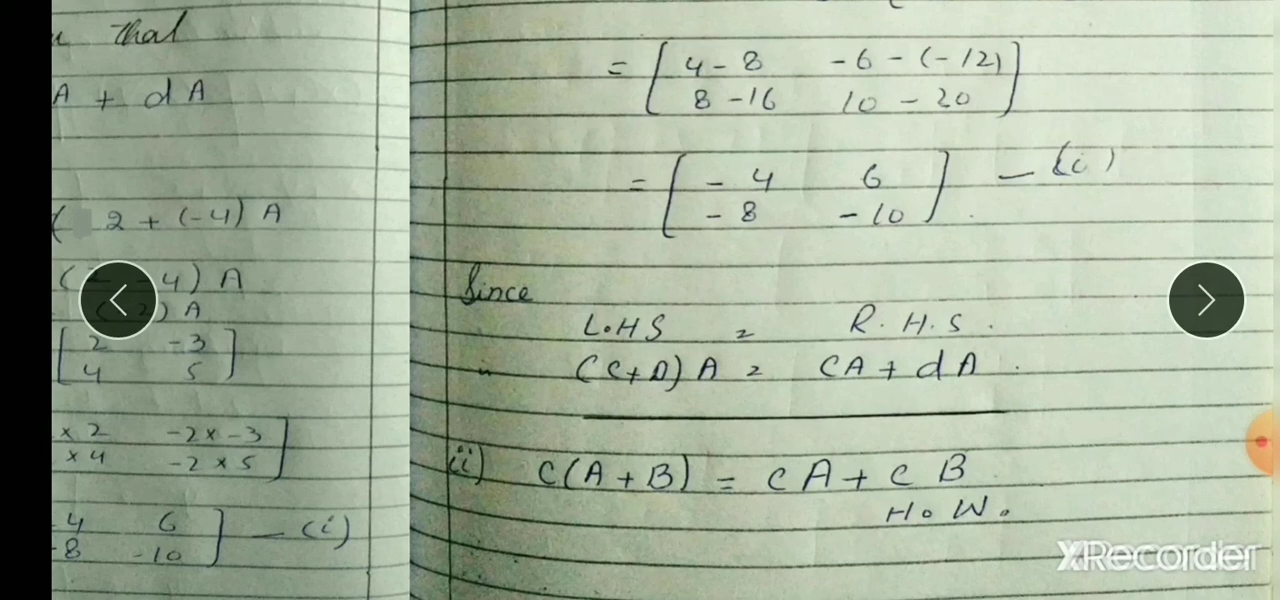 that
A + dA
( 2 + (-4) A
4) A
) A
[ 2 -3
4 5 ]
× 2 -2 × -3
× 4 -2 × 5 ]
4 6
-8 -10 ] — (i)
= [ 4 - 8 -6 - (-12)
8 - 16 10 - 20 ]
= [ - 4 6
- 8 - 10 ] — (i)
Since
L.H.S = R.H.S.
(C+D) A = CA + dA.
ii) C(A+B) = CA + CB
H.W.
XRecorder